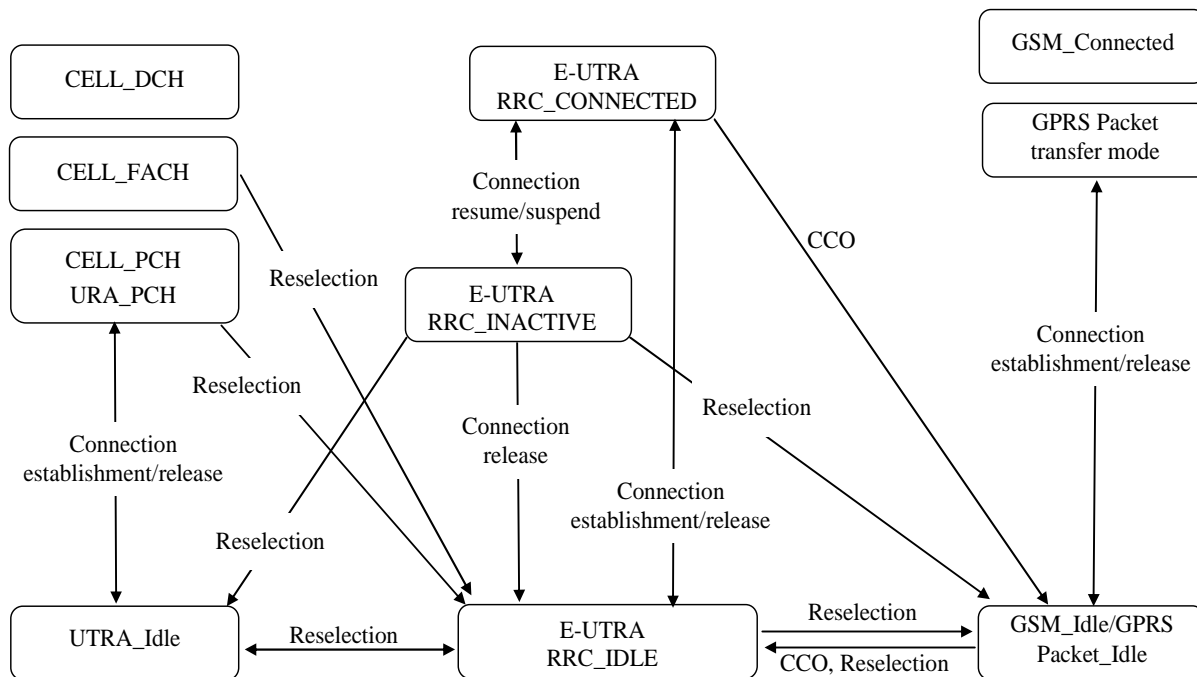 GSM_Connected
CELL_DCH
E-UTRA
RRC_CONNECTED
GPRS Packet
transfer mode
CELL_FACH
Connection
resume/suspend
CCO
CELL_PCH
URA_PCH
Reselection
E-UTRA
RRC_INACTIVE
Connection
establishment/release
Reselection
Reselection
Connection
establishment/release
Connection
release
Connection
establishment/release
Reselection
UTRA_Idle
Reselection
E-UTRA
RRC_IDLE
Reselection
CCO, Reselection
GSM_Idle/GPRS
Packet_Idle